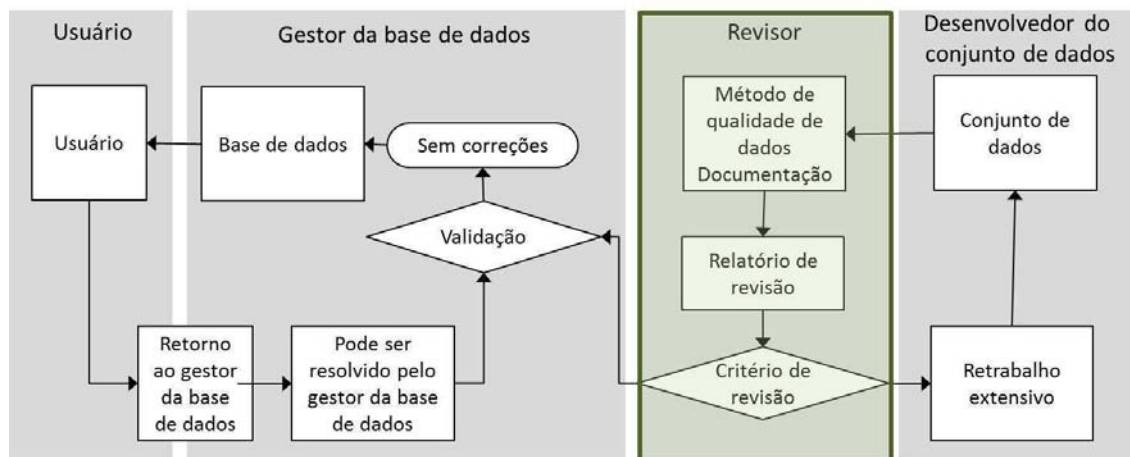 Usuário
Gestor da base de dados
Revisor
Desenvolvedor do
conjunto de dados
Usuário
Base de dados
Sem correções
Método de
qualidade de
dados
Documentação
Conjunto de
dados
Validação
Relatório de
revisão
Retorno
ao gestor
da base
de dados
Pode ser
resolvido pelo
gestor da base
de dados
Critério de
revisão
Retrabalho
extensivo